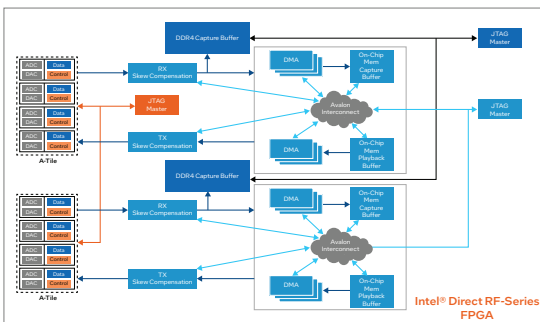 DDR4 Capture Buffer
JTAG
Master
ADC
Data
DAC
Control
ADC
Data
DAC
Control
ADC
Data
DAC
Control
ADC
Data
DAC
Control
A-Tile
RX
Skew Compensation
JTAG
Master
TX
Skew Compensation
DMA
On-Chip
Mem
Capture
Buffer
Avalon
Interconnect
DMA
On-Chip
Mem
Playback
Buffer
JTAG
Master
DDR4 Capture Buffer
ADC
Data
DAC
Control
ADC
Data
DAC
Control
ADC
Data
DAC
Control
ADC
Data
DAC
Control
A-Tile
RX
Skew Compensation
TX
Skew Compensation
DMA
On-Chip
Mem
Capture
Buffer
Avalon
Interconnect
DMA
On-Chip
Mem
Playback
Buffer
Intel® Direct RF-Series
FPGA